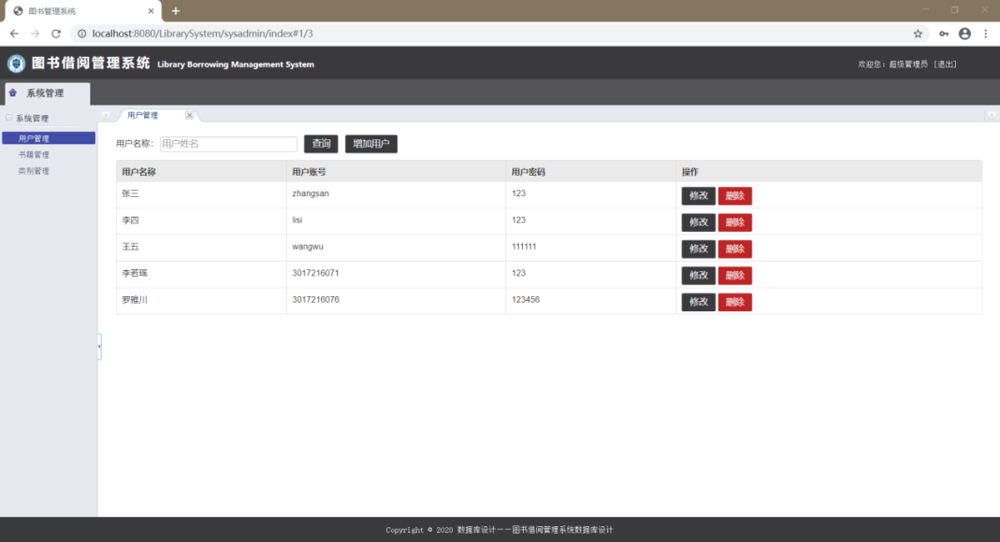 图书管理系统
localhost:8080/LibrarySystem/sysadmin/index#1/3
图书借阅管理系统 Library Borrowing Management System
欢迎您：超级管理员 [退出]
系统管理
系统管理
用户管理
书籍管理
类别管理
用户管理
用户名称： 用户姓名 查询 增加用户
用户名称 用户账号 用户密码 操作
张三 zhangsan 123 修改 删除
李四 lisi 123 修改 删除
王五 wangwu 111111 修改 删除
李若瑶 3017216071 123 修改 删除
罗雅川 3017216076 123456 修改 删除
Copyright © 2020 数据库设计——图书借阅管理系统数据库设计